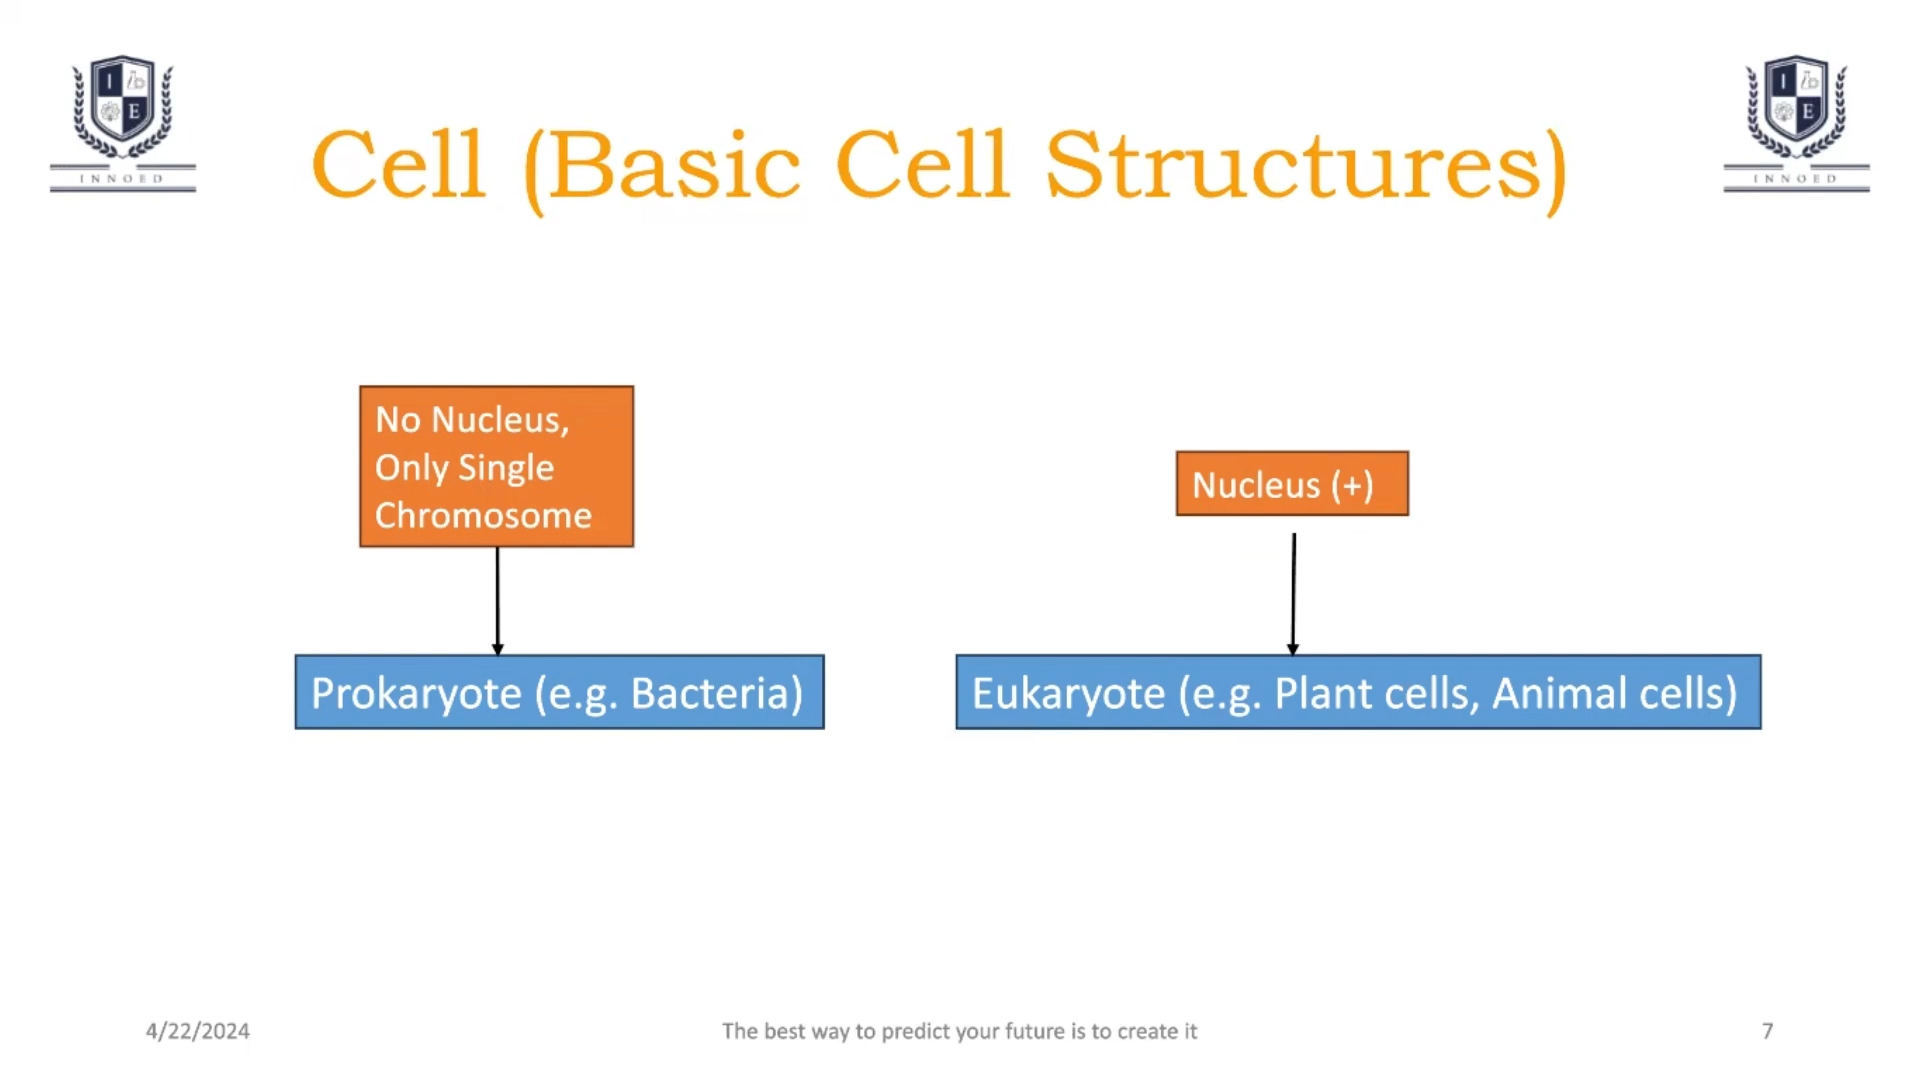 I
E
INNOED
Cell (Basic Cell Structures)
I
E
INNOED
No Nucleus,
Only Single
Chromosome
Nucleus (+)
Prokaryote (e.g. Bacteria)
Eukaryote (e.g. Plant cells, Animal cells)
4/22/2024
The best way to predict your future is to create it
7